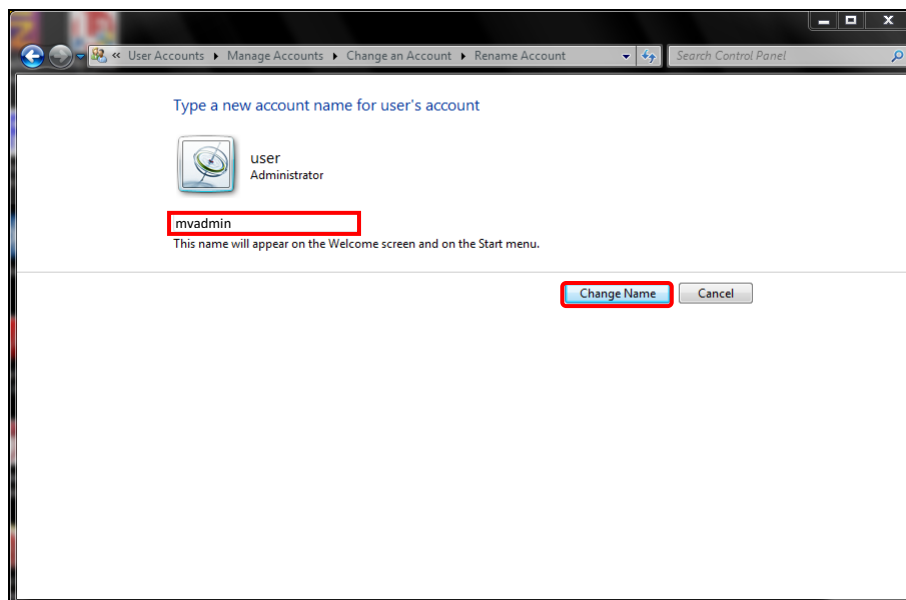 « User Accounts ▸ Manage Accounts ▸ Change an Account ▸ Rename Account
Search Control Panel
Type a new account name for user's account
user
Administrator
mvadmin
This name will appear on the Welcome screen and on the Start menu.
Change Name
Cancel